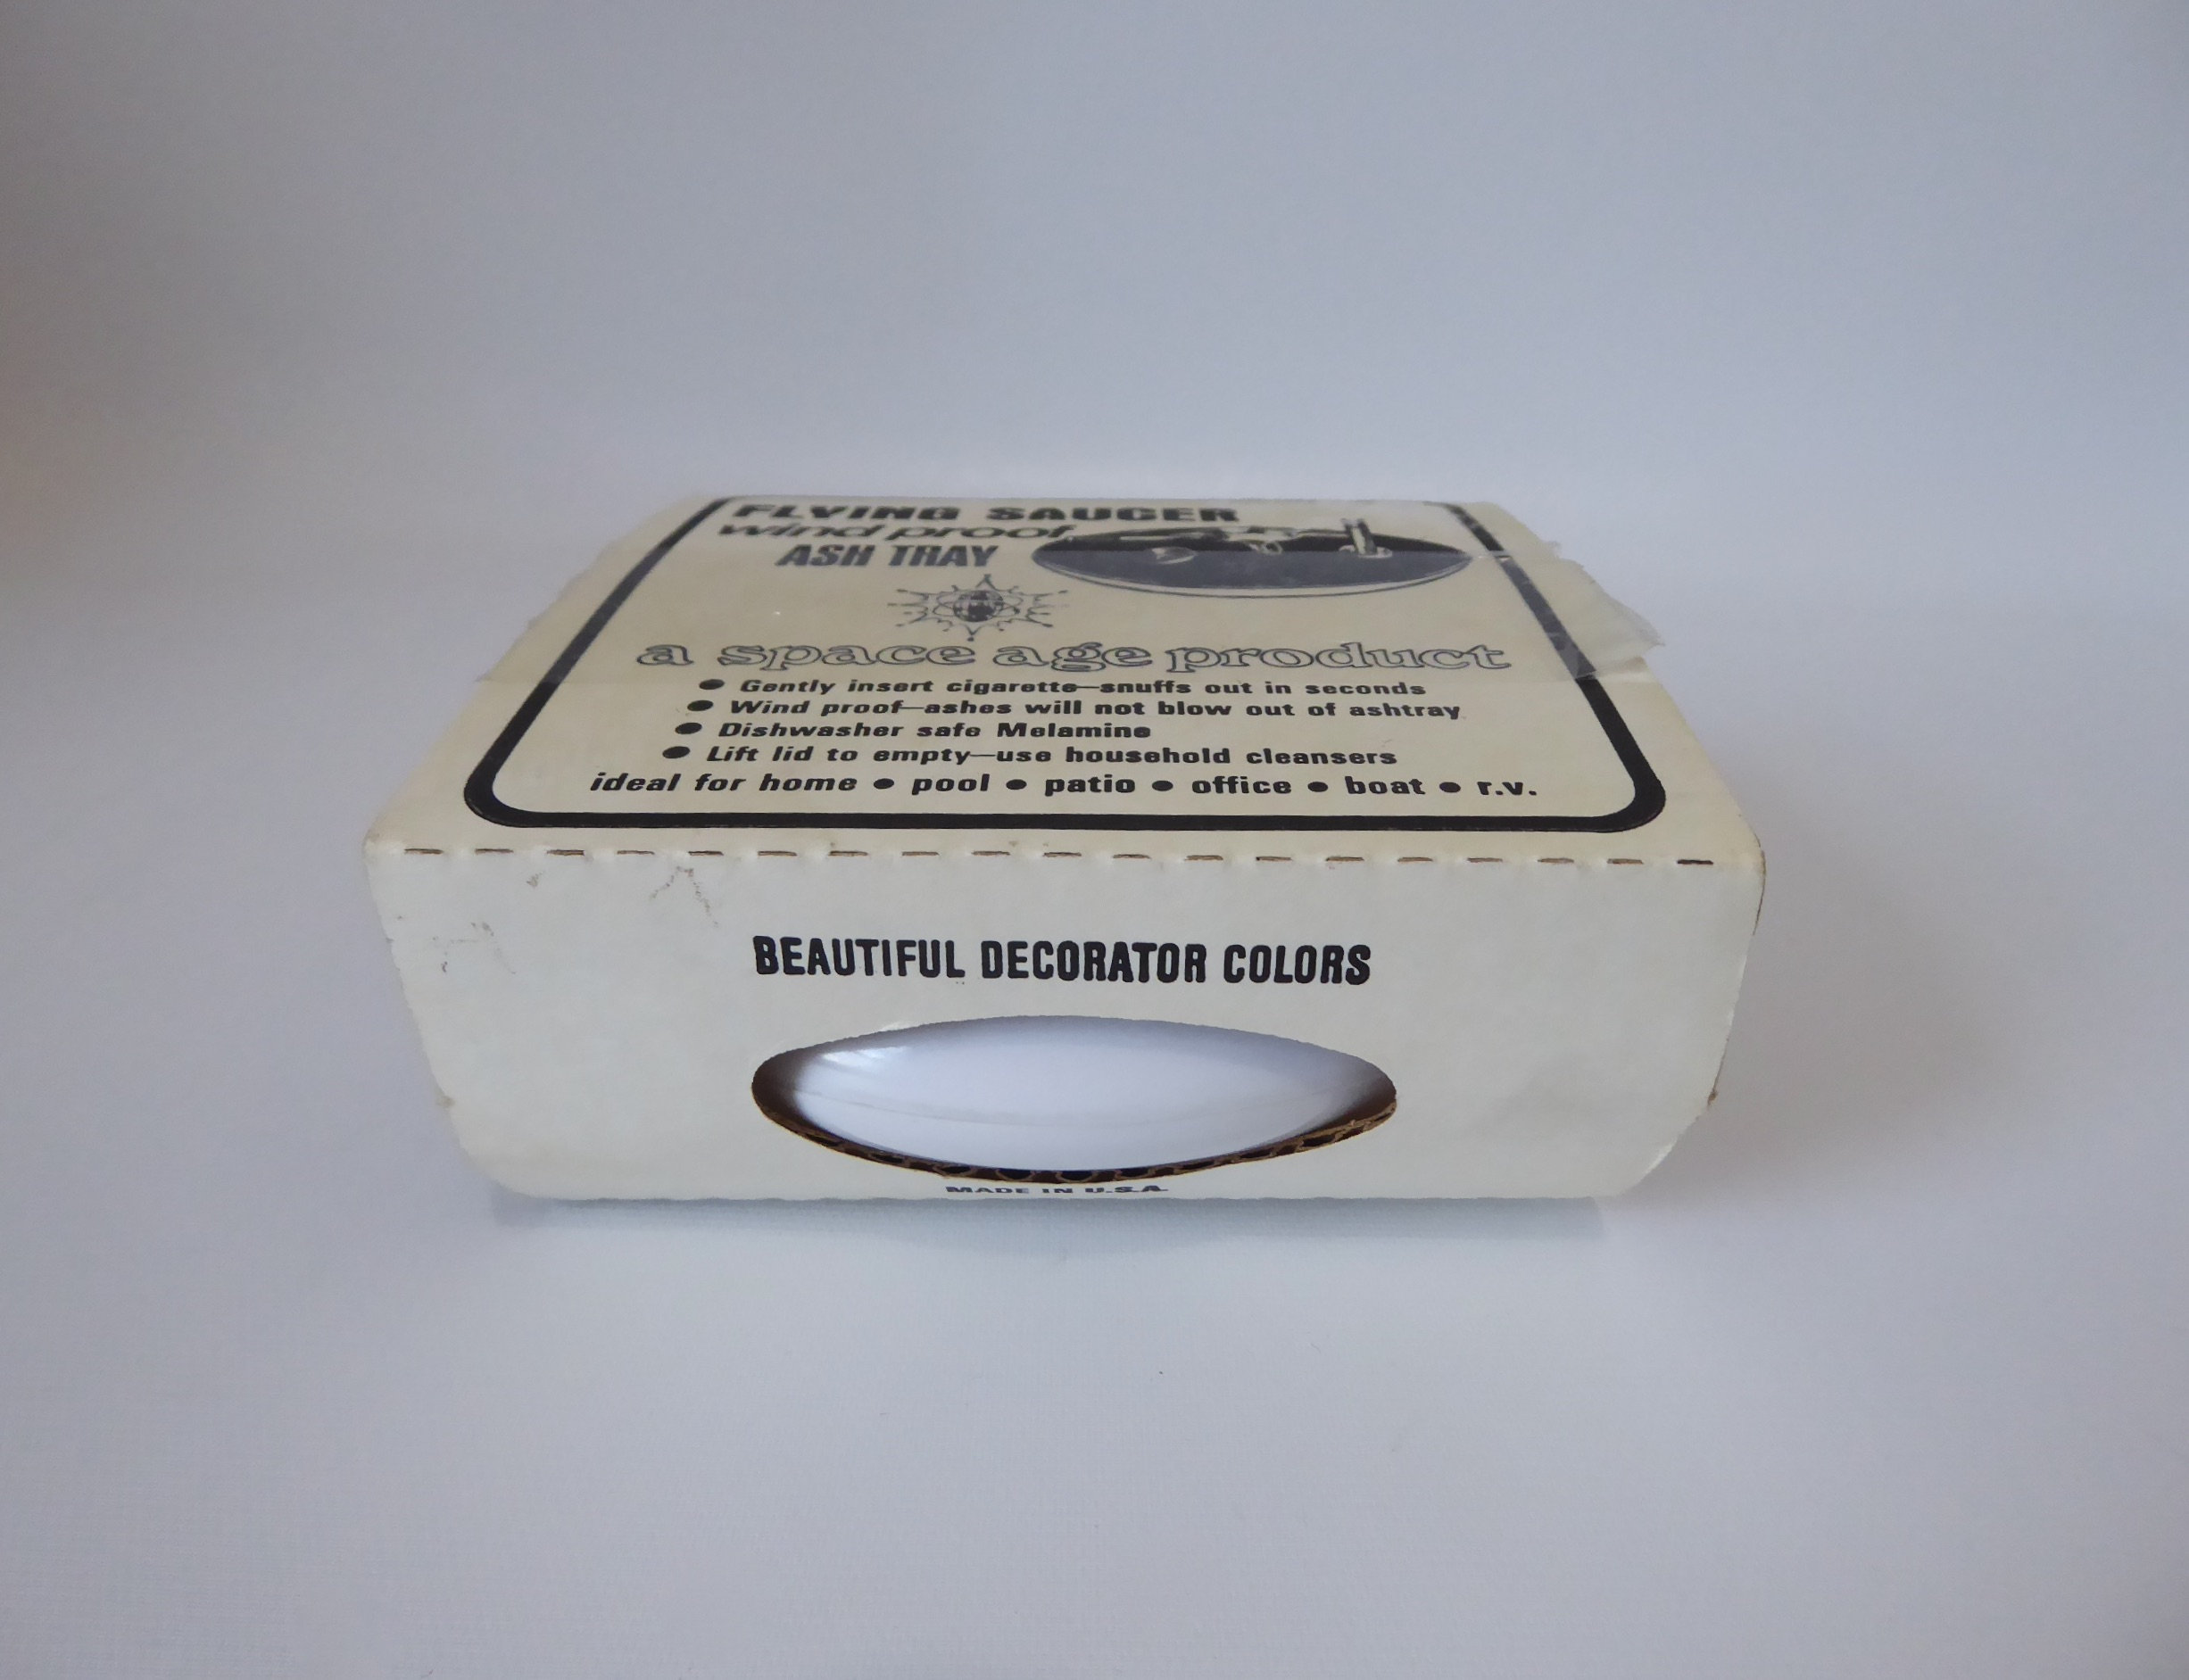 FLYING SAUCER
wind proof
ASH TRAY
a space age product
● Gently insert cigarette—snuffs out in seconds
● Wind proof—ashes will not blow out of ashtray
● Dishwasher safe Melamine
● Lift lid to empty—use household cleansers
ideal for home ● pool ● patio ● office ● boat ● r.v.
BEAUTIFUL DECORATOR COLORS
MADE IN U.S.A.